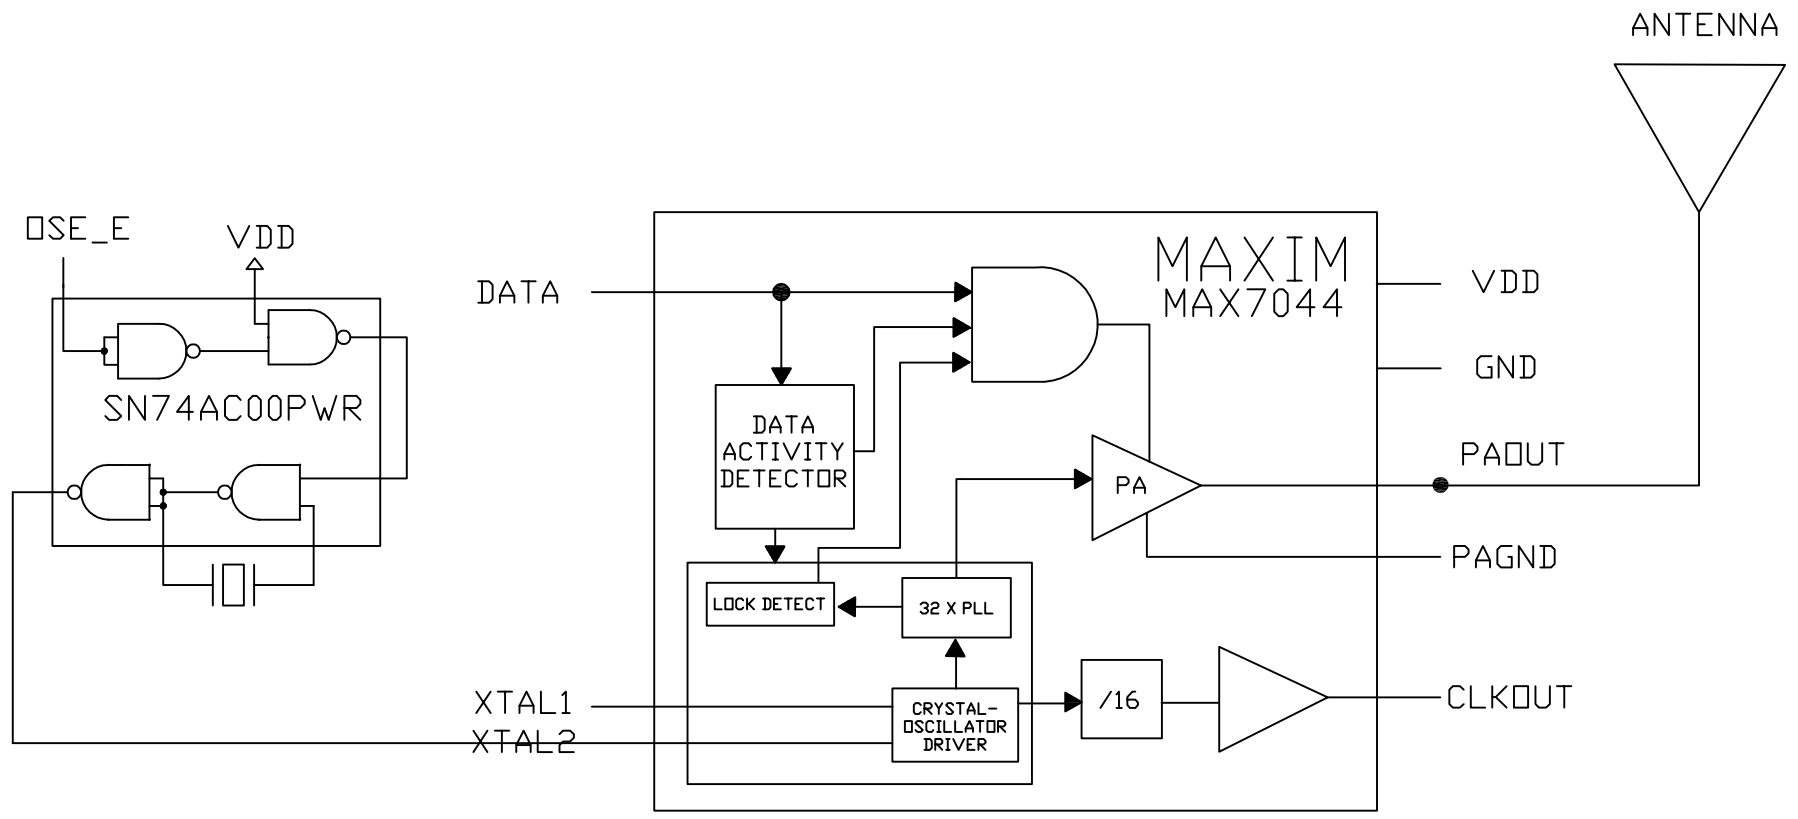 ANTENNA
OSE_E
VDD
SN74AC00PWR
DATA
MAXIM
MAX7044
VDD
GND
DATA
ACTIVITY
DETECTOR
PA
PAOUT
PAGND
LOCK DETECT
32 X PLL
XTAL1
XTAL2
CRYSTAL-
OSCILLATOR
DRIVER
/16
CLKOUT